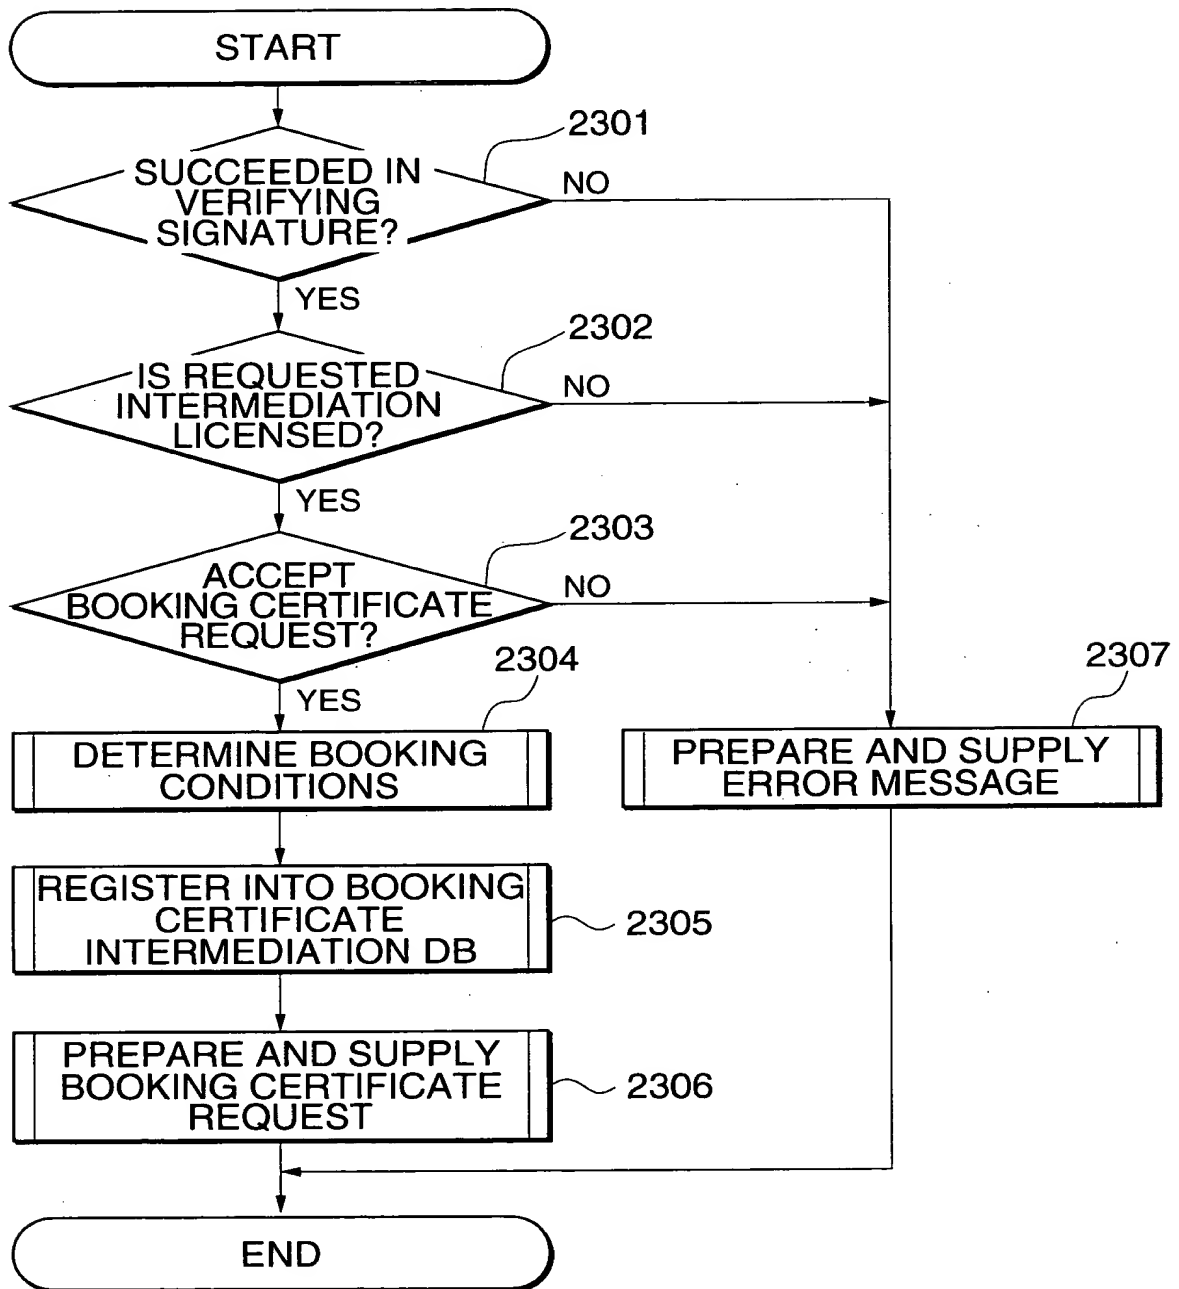 START
2301
SUCCEEDED IN
VERIFYING
SIGNATURE?
NO
YES
2302
IS REQUESTED
INTERMEDIATION
LICENSED?
NO
YES
2303
ACCEPT
BOOKING CERTIFICATE
REQUEST?
NO
YES
2304
DETERMINE BOOKING
CONDITIONS
2307
PREPARE AND SUPPLY
ERROR MESSAGE
REGISTER INTO BOOKING
CERTIFICATE
INTERMEDIATION DB
2305
PREPARE AND SUPPLY
BOOKING CERTIFICATE
REQUEST
2306
END